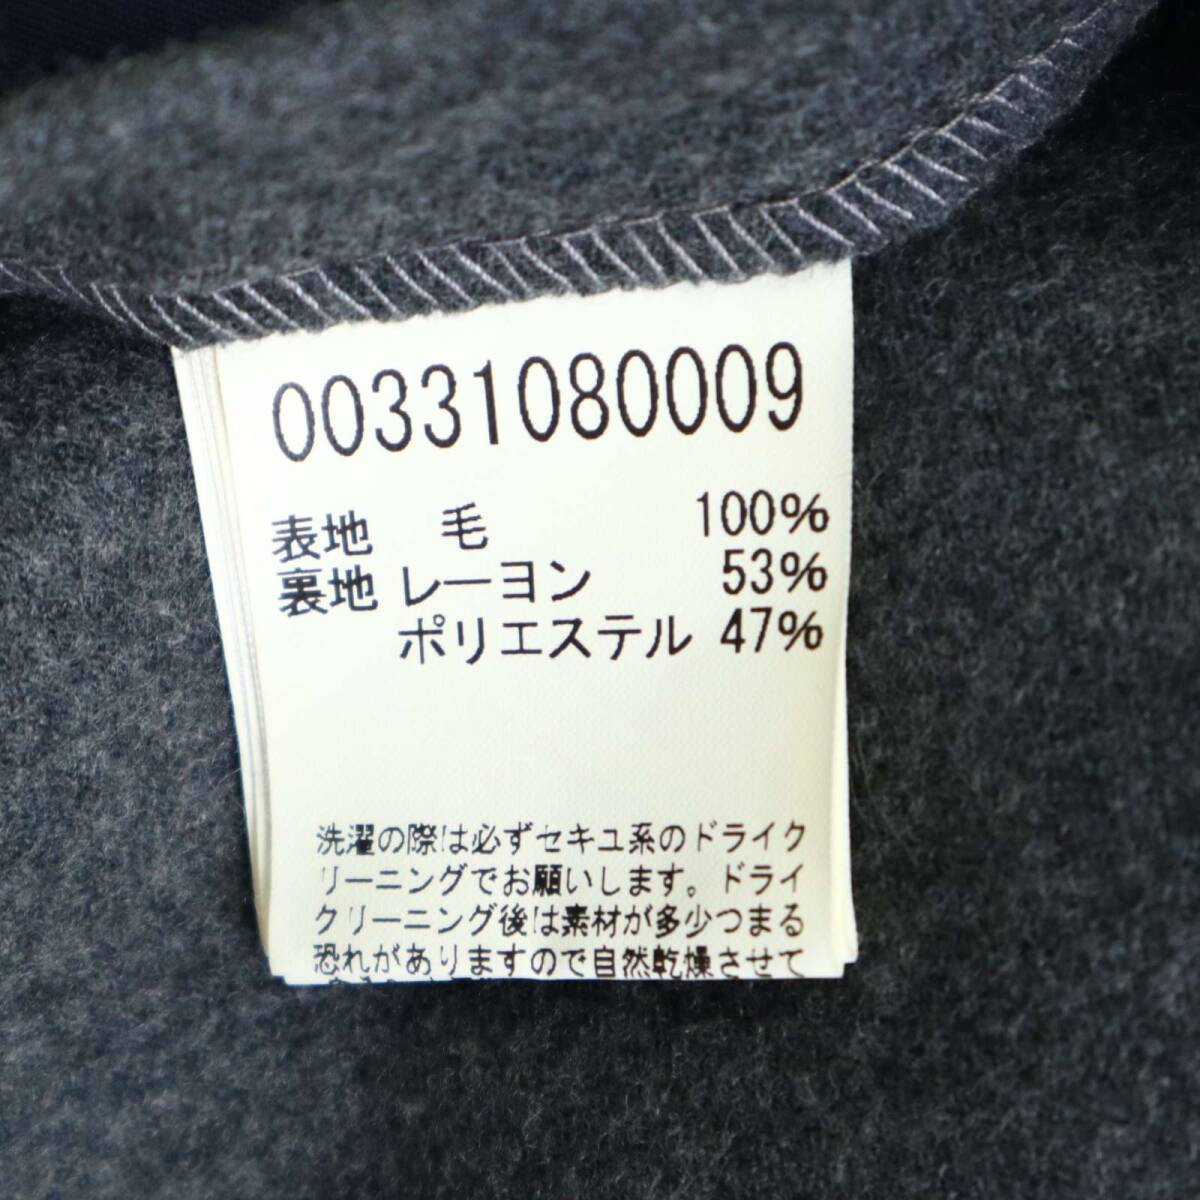 00331080009
表地 毛 100%
裏地 レーヨン 53%
ポリエステル 47%
洗濯の際は必ずセキユ系のドライク
リーニングでお願いします。ドライ
クリーニング後は素材が多少つまる
恐れがありますので自然乾燥させて